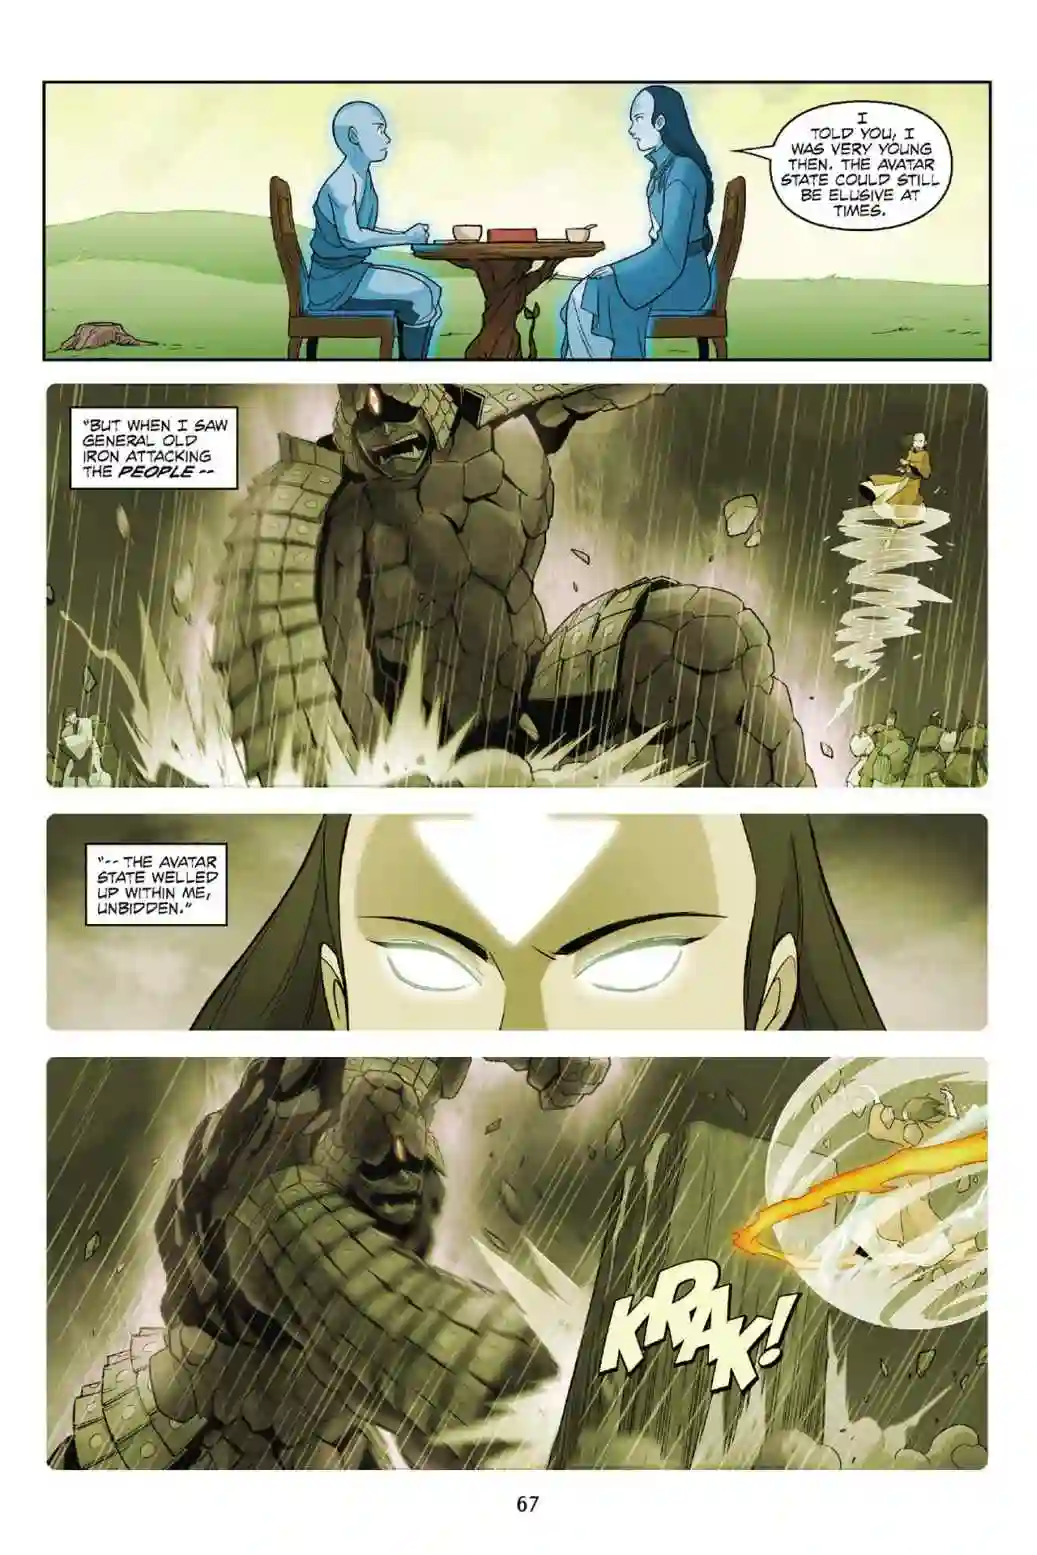 I
TOLD YOU, I
WAS VERY YOUNG
THEN. THE AVATAR
STATE COULD STILL
BE ELUSIVE AT
TIMES.
"BUT WHEN I SAW
GENERAL OLD
IRON ATTACKING
THE PEOPLE --
"-- THE AVATAR
STATE WELLED
UP WITHIN ME,
UNBIDDEN."
KRAK!
67